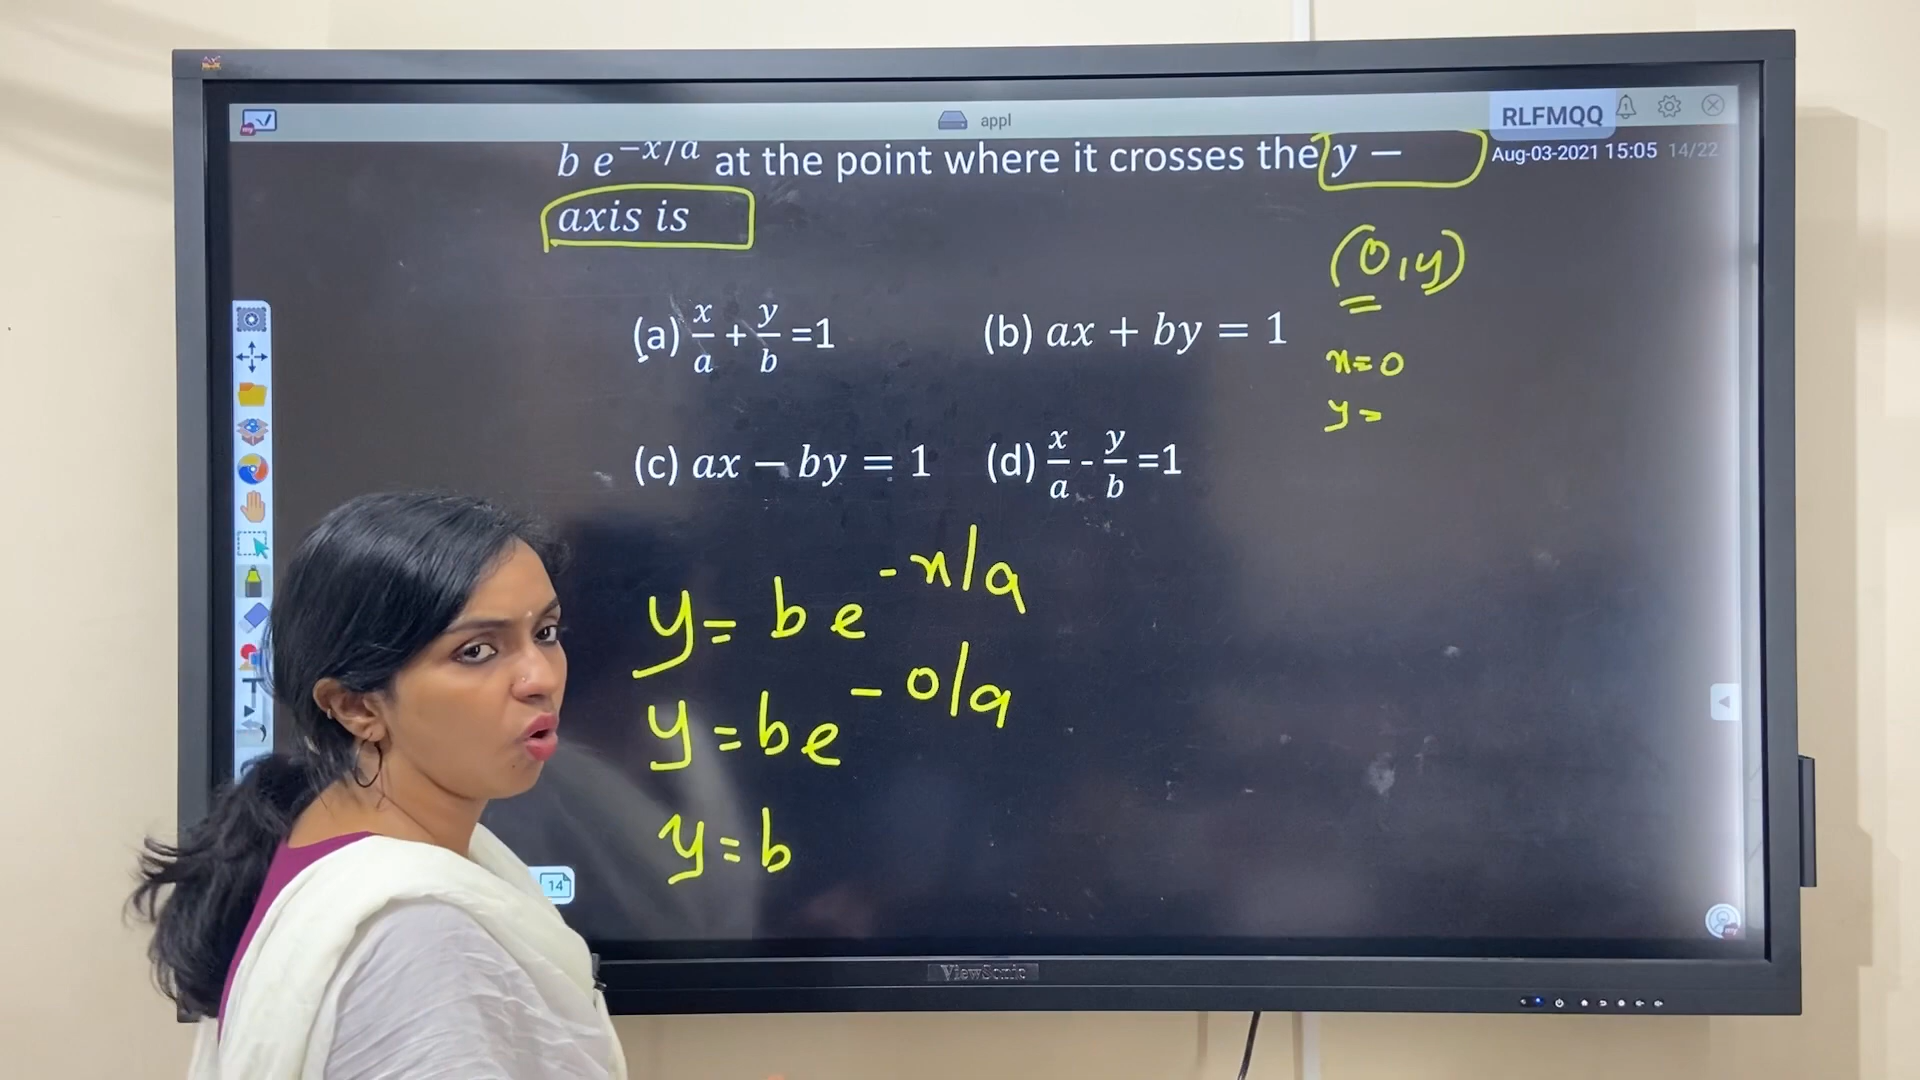 appl
RLFMQQ
Aug-03-2021 15:05 14/22
b e^{-x/a} at the point where it crosses the y −
axis is
(0,y)
(a) x/a + y/b =1 (b) ax + by = 1
x=0
y=
(c) ax − by = 1 (d) x/a - y/b =1
y= be^{-x/a}
y=be^{-0/a}
y=b
14
ViewSonic